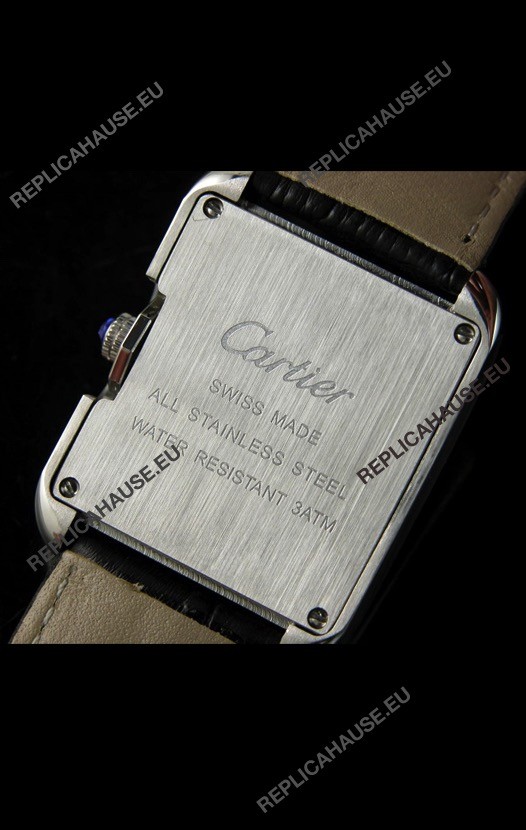 REPLICAHAUSE.EU
REPLICAHAUSE.EU
Cartier
SWISS MADE
ALL STAINLESS STEEL
WATER RESISTANT 3ATM
REPLICAHAUSE.EU
REPLICAHAUSE.EU
REPLICAHAUSE.EU